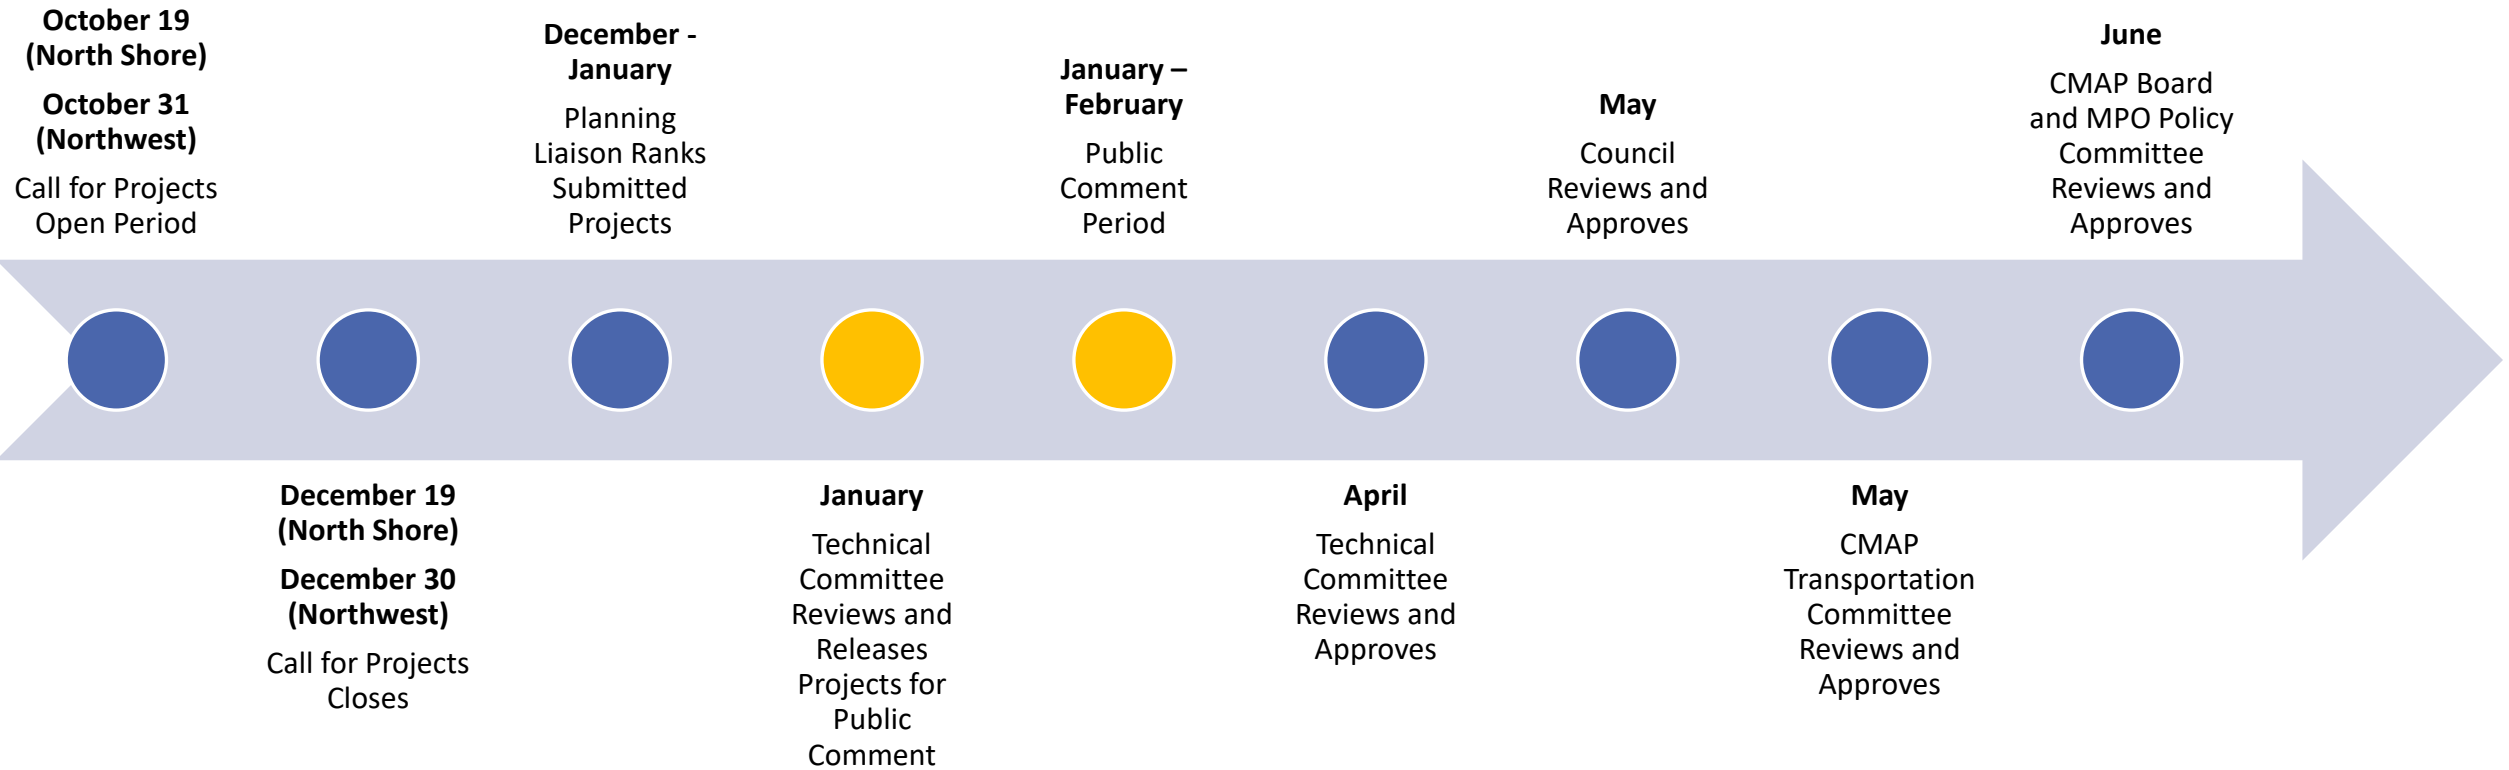 October 19
(North Shore)
October 31
(Northwest)
Call for Projects
Open Period
December 19
(North Shore)
December 30
(Northwest)
Call for Projects
Closes
December -
January
Planning
Liaison Ranks
Submitted
Projects
January
Technical
Committee
Reviews and
Releases
Projects for
Public
Comment
January –
February
Public
Comment
Period
April
Technical
Committee
Reviews and
Approves
May
Council
Reviews and
Approves
May
CMAP
Transportation
Committee
Reviews and
Approves
June
CMAP Board
and MPO Policy
Committee
Reviews and
Approves